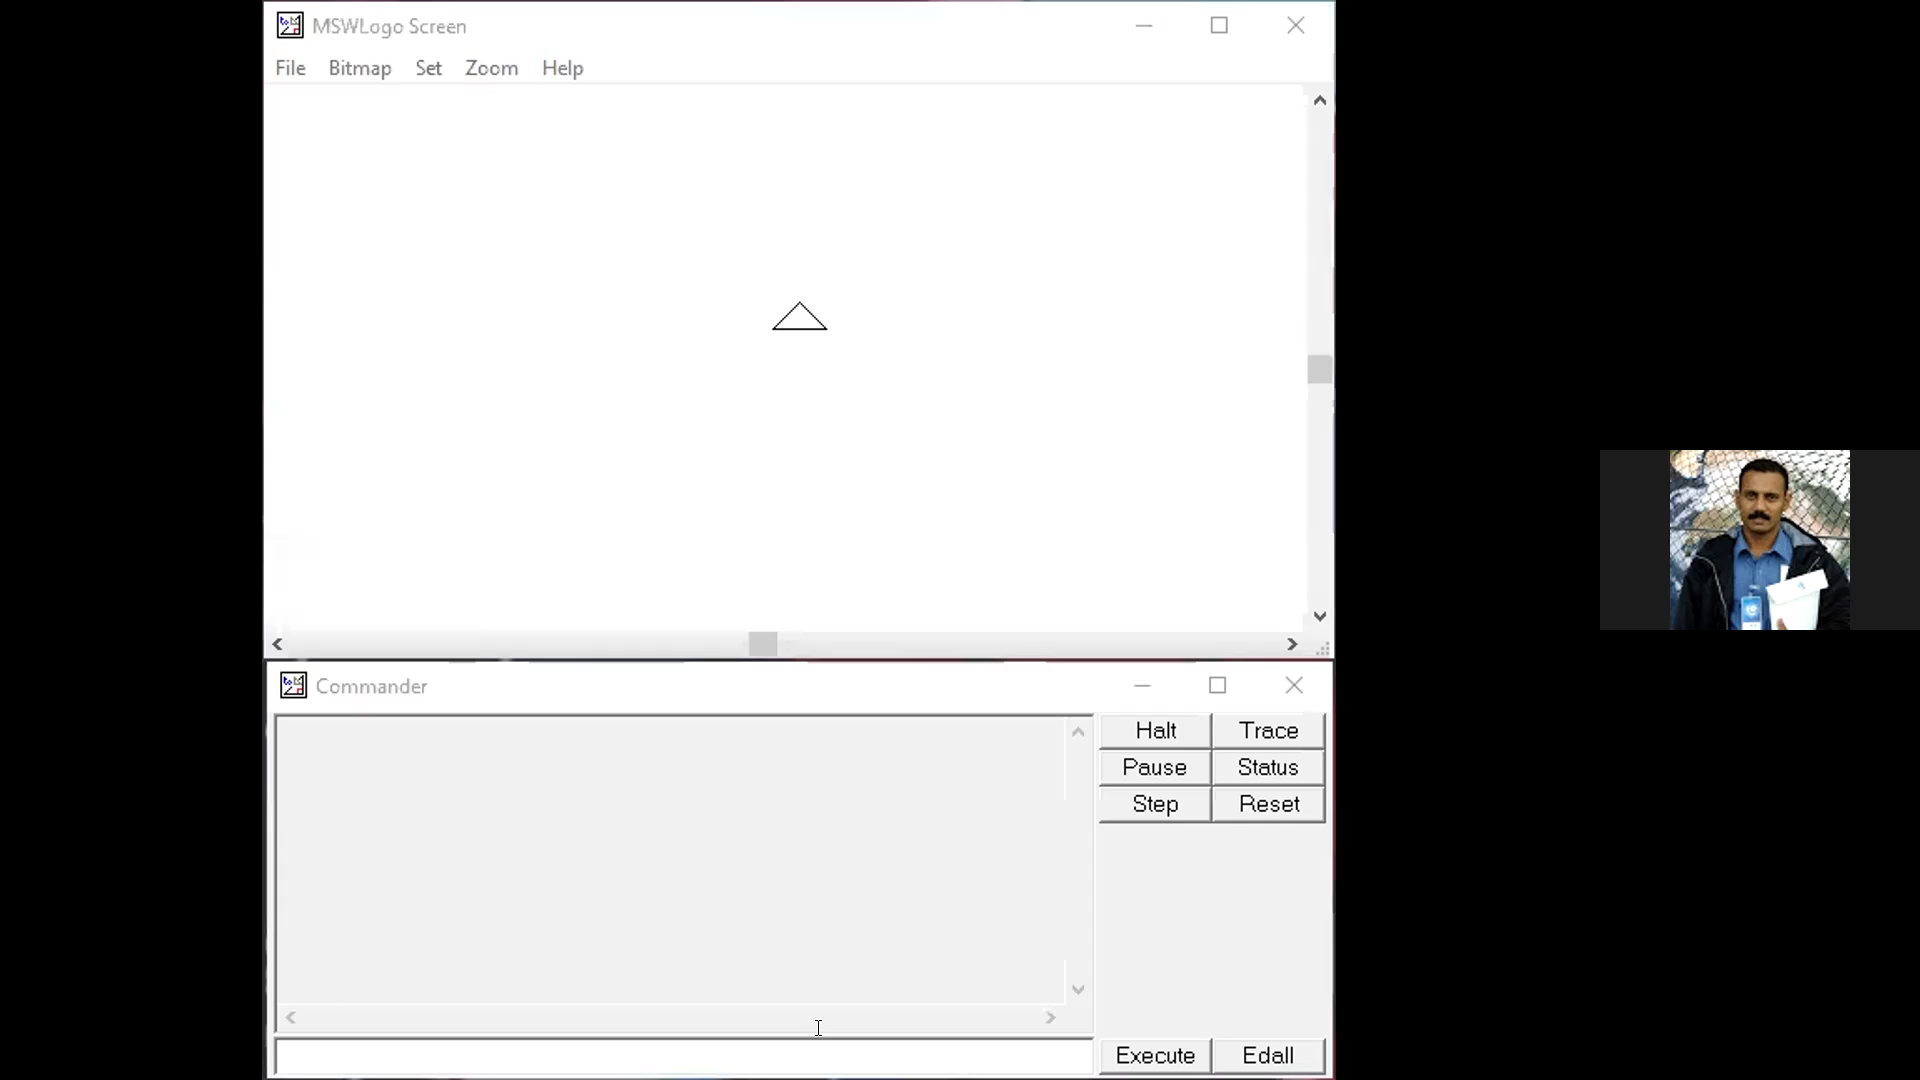 MSWLogo Screen
File Bitmap Set Zoom Help
Commander
Halt Trace
Pause Status
Step Reset
Execute Edall